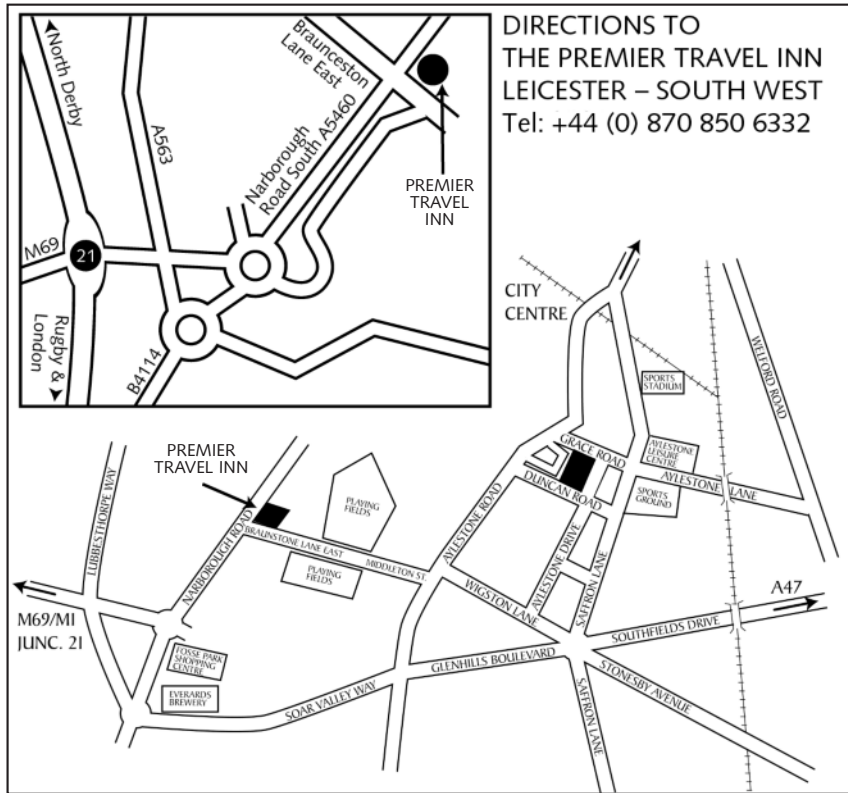 DIRECTIONS TO
THE PREMIER TRAVEL INN
LEICESTER – SOUTH WEST
Tel: +44 (0) 870 850 6332
North Derby
A563
Braunceston
Lane East
Narborough
Road South A5460
PREMIER
TRAVEL
INN
M69
21
Rugby &
London
B4114
CITY
CENTRE
WELFORD ROAD
SPORTS
STADIUM
GRACE ROAD
AYLESTONE
LEISURE
CENTRE
AYLESTONE LANE
SPORTS
GROUND
DUNCAN ROAD
PREMIER
TRAVEL INN
LUBBESTHORPE WAY
NARBOROUGH ROAD
PLAYING
FIELDS
BRAUNSTONE LANE EAST
MIDDLETON ST.
PLAYING
FIELDS
AYLESTONE ROAD
WIGSTON LANE
AYLESTONE DRIVE
SAFFRON LANE
A47
SOUTHFIELDS DRIVE
M69/M1
JUNC. 21
FOSSE PARK
SHOPPING
CENTRE
EVERARDS
BREWERY
SOAR VALLEY WAY
GLENHILLS BOULEVARD
STONESBY AVENUE
SAFFRON LANE